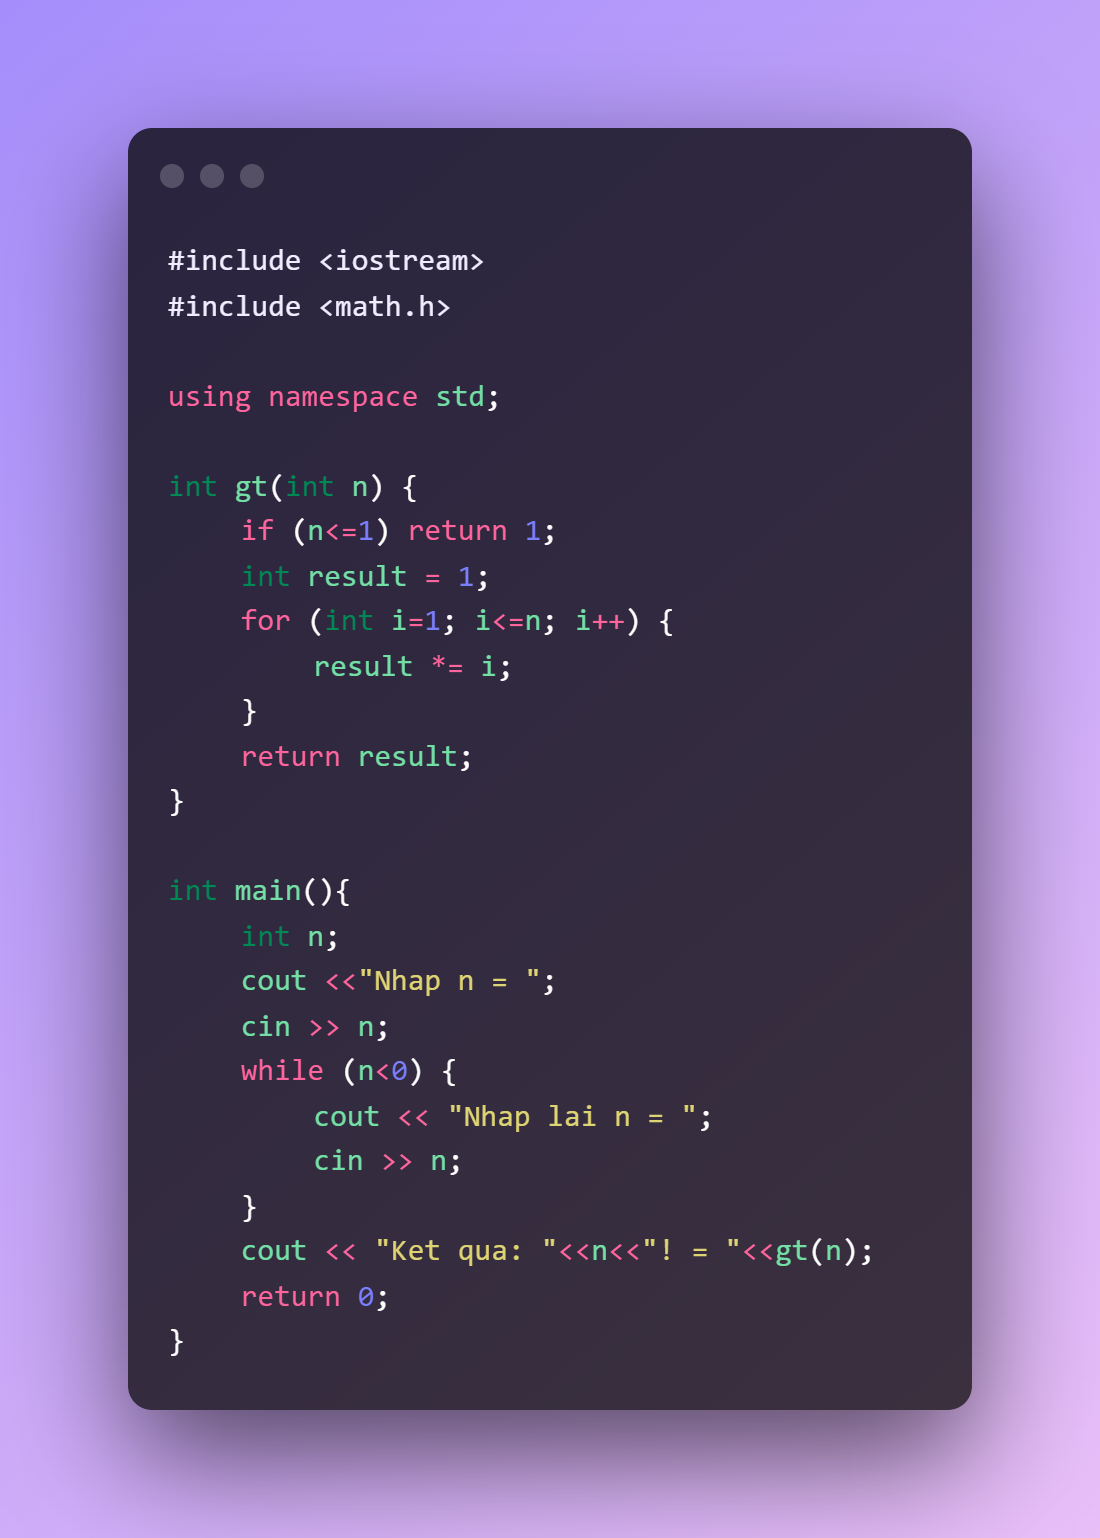 #include <iostream>
#include <math.h>
using namespace std;
int gt(int n) {
if (n<=1) return 1;
int result = 1;
for (int i=1; i<=n; i++) {
result *= i;
}
return result;
}
int main(){
int n;
cout <<"Nhap n = ";
cin >> n;
while (n<0) {
cout << "Nhap lai n = ";
cin >> n;
}
cout << "Ket qua: "<<n<<"! = "<<gt(n);
return 0;
}